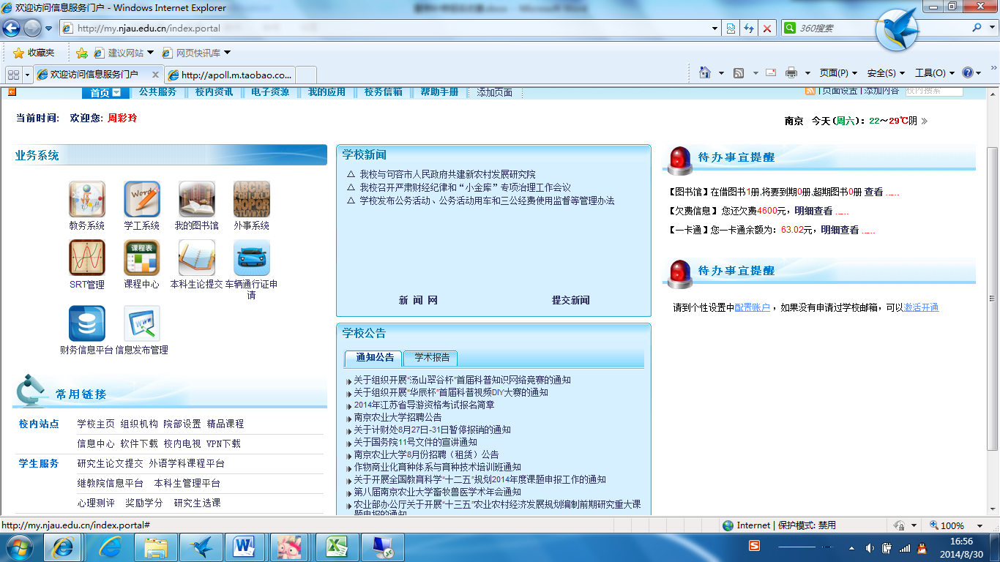 欢迎访问信息服务门户 - Windows Internet Explorer
http://my.njau.edu.cn/index.portal
360搜索
收藏夹 建议网站 网页快讯库
欢迎访问信息服务门户 http://apoll.m.taobao.co...
页面(P) 安全(S) 工具(O)
首页 公共服务 校内资讯 电子资源 我的应用 校务信箱 帮助手册 添加页面
页面设置 | 添加内容 校内搜索
当前时间: 欢迎您: 周彩玲
南京 今天(周六): 22～29℃阴
业务系统
教务系统 学工系统 我的图书馆 外事系统
Words
课程表
SRT管理 课程中心 本科生论提交 车辆通行证申请
www
财务信息平台 信息发布管理
常用链接
校内站点 学校主页 组织机构 院部设置 精品课程
信息中心 软件下载 校内电视 VPN下载
学生服务 研究生论文提交 外语学科课程平台
继教院信息平台 本科生管理平台
心理测评 奖励学分 研究生选课
学校新闻
我校与句容市人民政府共建新农村发展研究院
我校召开严肃财经纪律和“小金库”专项治理工作会议
学校发布公务活动、公务活动用车和三公经费使用监督等管理办法
新 闻 网 提交新闻
学校公告
通知公告 学术报告
关于组织开展“汤山翠谷杯”首届科普知识网络竞赛的通知
关于组织开展“华辰杯”首届科普视频DIY大赛的通知
2014年江苏省导游资格考试报名简章
南京农业大学招聘公告
关于计财处8月27日-31日暂停报销的通知
关于国务院11号文件的宣讲通知
南京农业大学8月份招聘（租赁）公告
作物商业化育种体系与育种技术培训班通知
关于开展全国教育科学“十二五”规划2014年度课题申报工作的通知
第八届南京农业大学畜牧兽医学术年会通知
农业部办公厅关于开展“十三五”农业农村经济发展规划编制前期研究重大课
题申报的通知
待办事宜提醒
【图书馆】在借图书1册,将要到期0册,超期图书0册 查看 ......
【欠费信息】您还欠费4600元，明细查看 ......
【一卡通】您一卡通余额为：63.02元，明细查看 ......
待办事宜提醒
请到个性设置中配置账户，如果没有申请过学校邮箱，可以激活开通
http://my.njau.edu.cn/index.portal#
Internet | 保护模式: 禁用
100%
16:56
2014/8/30